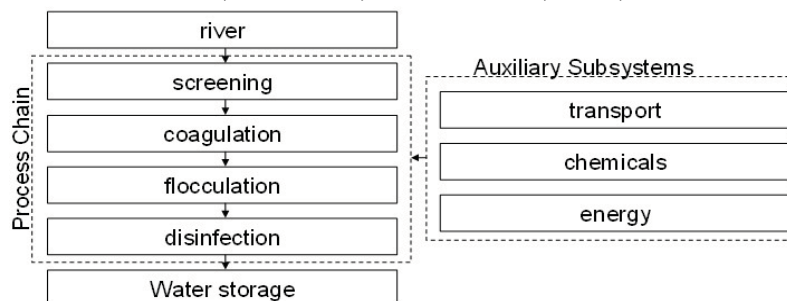 river
Auxiliary Subsystems
screening
transport
Process Chain
coagulation
chemicals
flocculation
energy
disinfection
Water storage